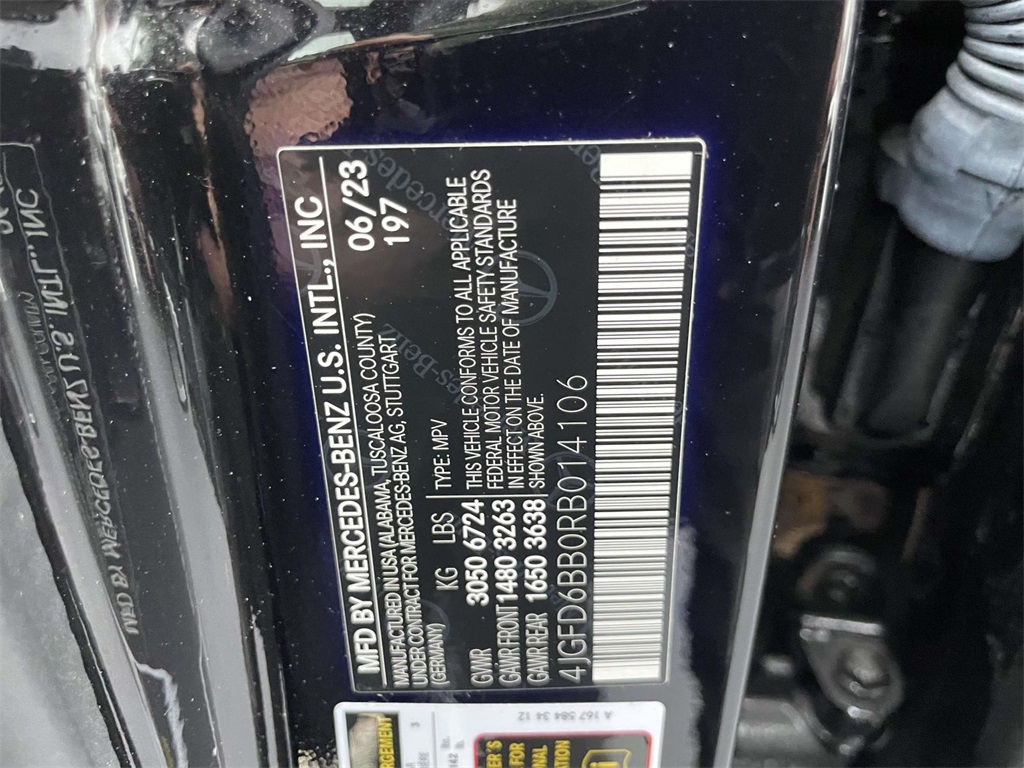 MFD BY MERCEDES-BENZ U.S. INTL., INC
MANUFACTURED IN USA (ALABAMA, TUSCALOOSA COUNTY)
UNDER CONTRACT FOR MERCEDES-BENZ AG, STUTTGART
(GERMANY)
06/23
197
KG LBS
TYPE: MPV
GWR 3050 6724
GAWR FRONT 1480 3263
GAWR REAR 1650 3638
THIS VEHICLE CONFORMS TO ALL APPLICABLE
FEDERAL MOTOR VEHICLE SAFETY STANDARDS
IN EFFECT ON THE DATE OF MANUFACTURE
SHOWN ABOVE.
4JGFD6BB0RB014106
A 167 584 34 12